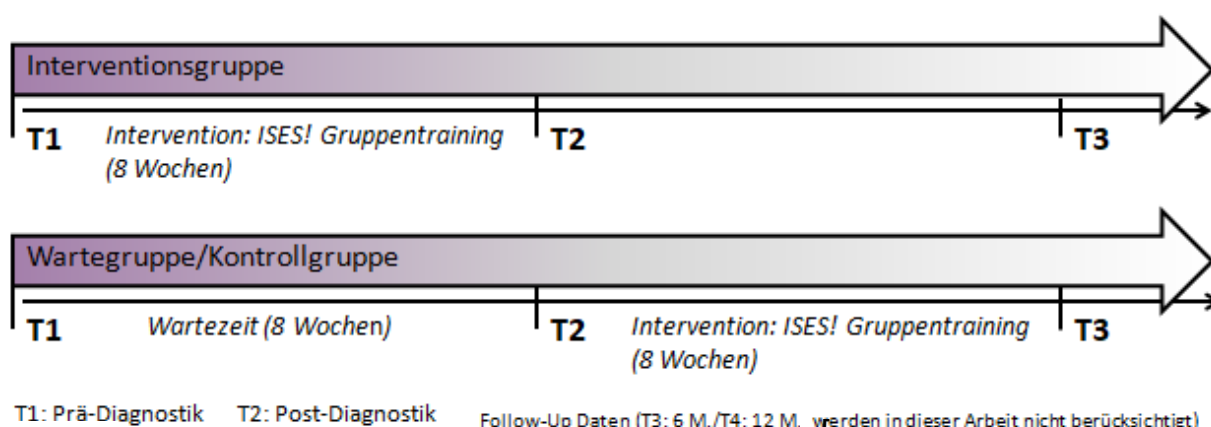 Interventionsgruppe
T1 Intervention: ISES! Gruppentraining T2 T3
(8 Wochen)
Wartegruppe/Kontrollgruppe
T1 Wartezeit (8 Wochen) T2 Intervention: ISES! Gruppentraining T3
(8 Wochen)
T1: Prä-Diagnostik T2: Post-Diagnostik Follow-Up Daten (T3: 6 M./T4: 12 M. werden in dieser Arbeit nicht berücksichtigt)